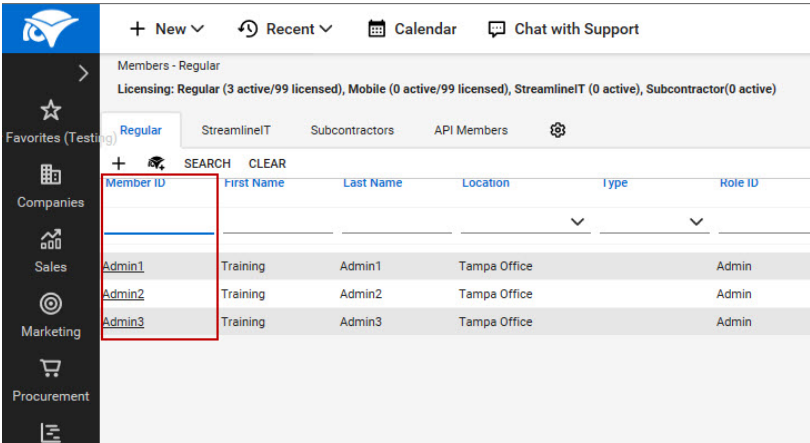 New Recent Calendar Chat with Support
Members - Regular
Licensing: Regular (3 active/99 licensed), Mobile (0 active/99 licensed), StreamlineIT (0 active), Subcontractor(0 active)
Favorites (Testing)
Regular StreamlineIT Subcontractors API Members
SEARCH CLEAR
Member ID First Name Last Name Location Type Role ID
Companies
Sales
Admin1 Training Admin1 Tampa Office Admin
Admin2 Training Admin2 Tampa Office Admin
Admin3 Training Admin3 Tampa Office Admin
Marketing
Procurement